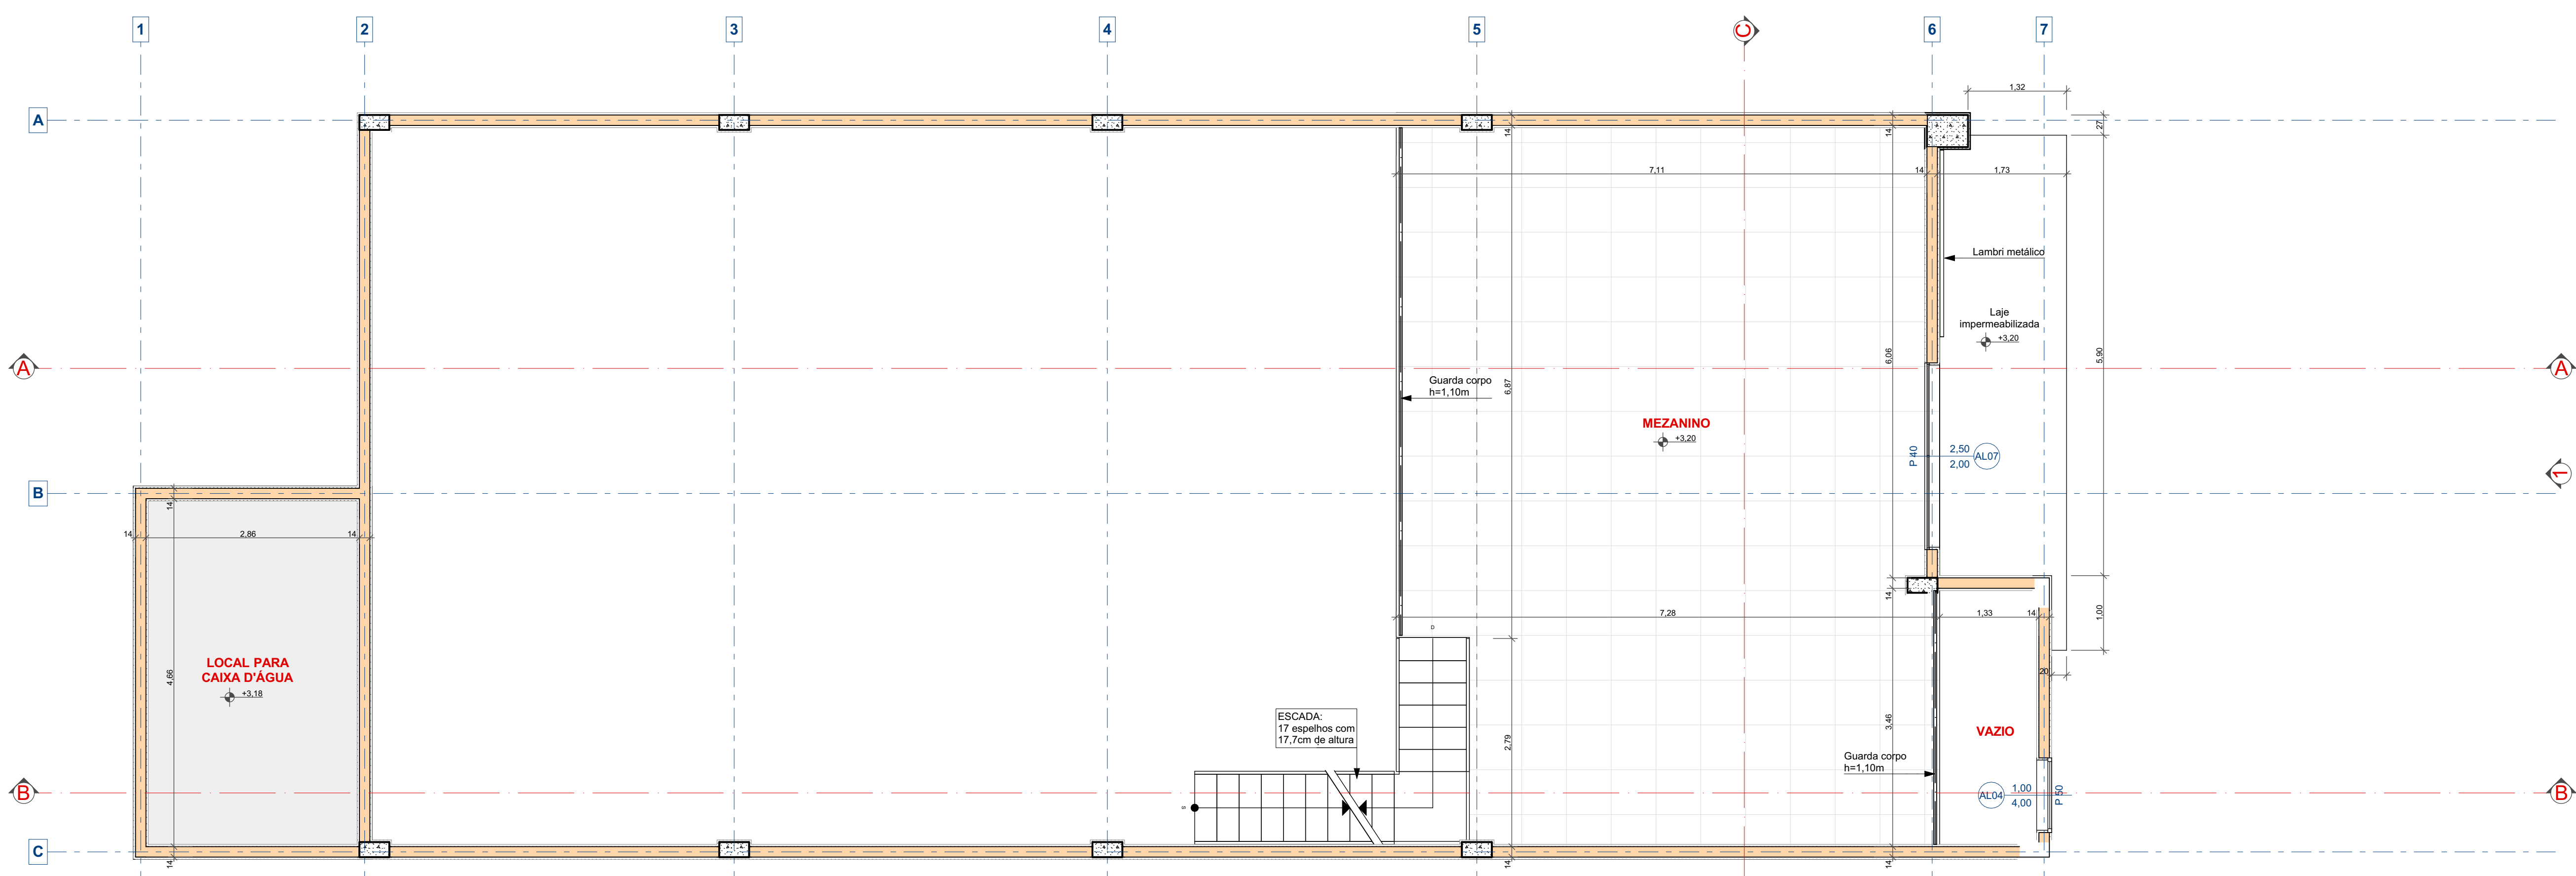 1
2
3
4
5
C
6
7
1,32
A
27
14
14
7,11
14
1,73
Lambri metálico
Laje
impermeabilizada
+3,20
6,06
5,90
A
A
Guarda corpo
h=1,10m
6,87
MEZANINO
+3,20
P 40
2,50
2,00
AL07
1
B
14
14
2,86
14
14
7,28
1,33
14
1,00
D
LOCAL PARA
CAIXA D'ÁGUA
+3,18
4,66
20
ESCADA:
17 espelhos com
17,7cm de altura
2,79
3,46
VAZIO
Guarda corpo
h=1,10m
B
S
AL04
1,00
4,00
P 50
B
C
14
14
14